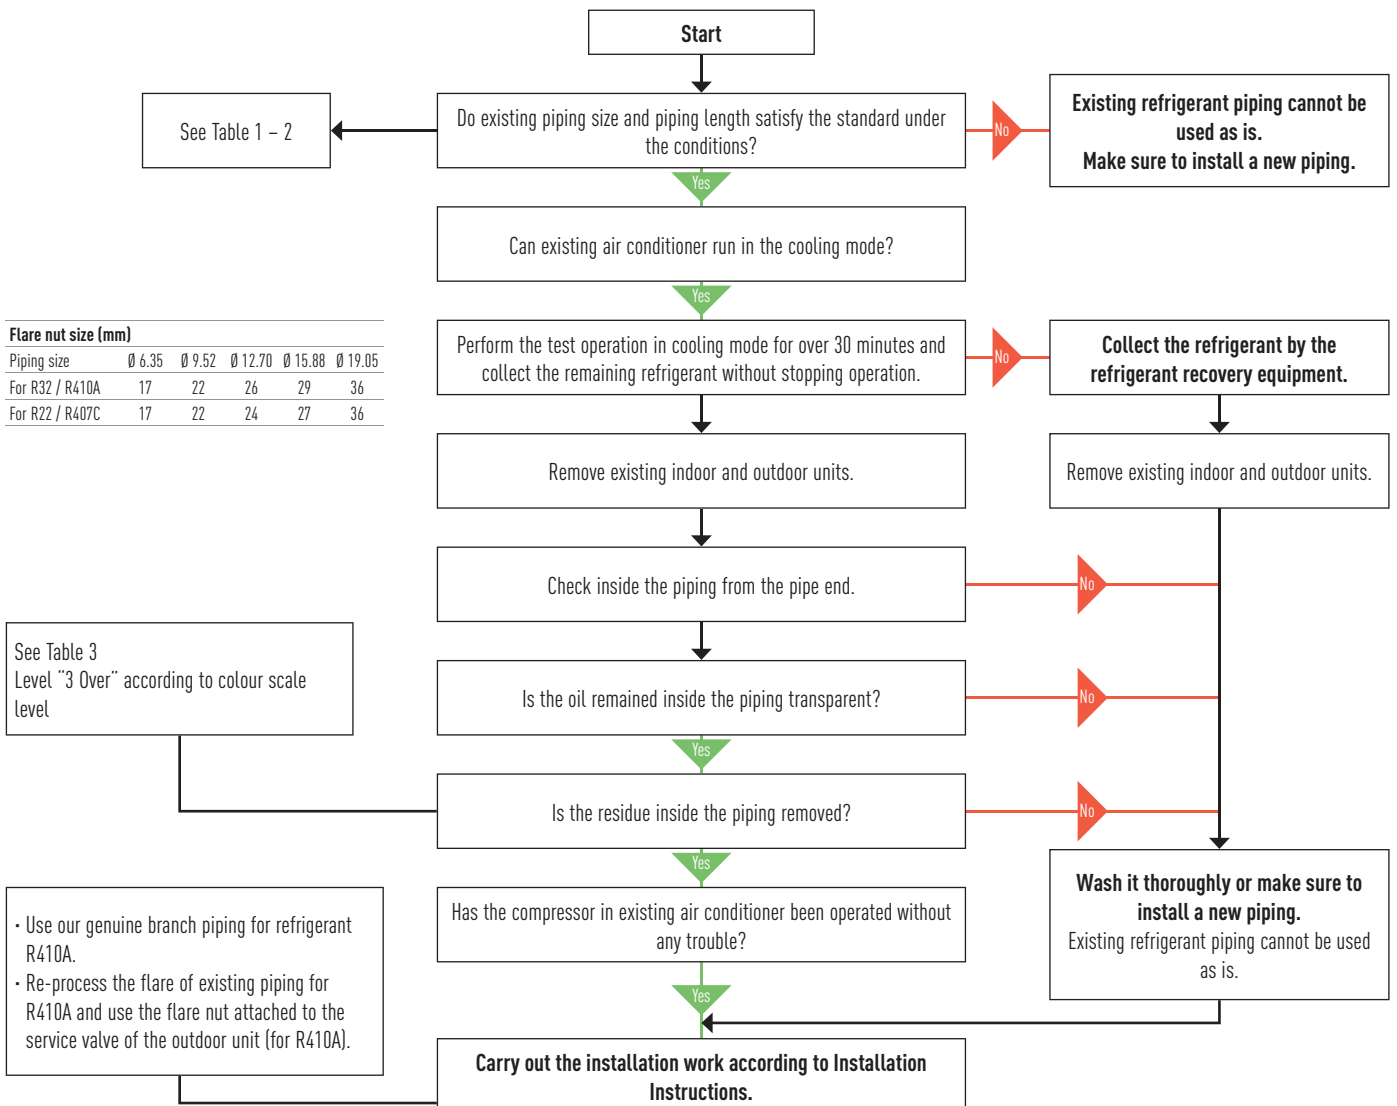 Start
See Table 1 – 2
Do existing piping size and piping length satisfy the standard under
the conditions?
No
Existing refrigerant piping cannot be
used as is.
Make sure to install a new piping.
Yes
Can existing air conditioner run in the cooling mode?
Yes
Flare nut size (mm)
Piping size Ø 6.35 Ø 9.52 Ø 12.70 Ø 15.88 Ø 19.05
For R32 / R410A 17 22 26 29 36
For R22 / R407C 17 22 24 27 36
Perform the test operation in cooling mode for over 30 minutes and
collect the remaining refrigerant without stopping operation.
No
Collect the refrigerant by the
refrigerant recovery equipment.
Remove existing indoor and outdoor units.
Remove existing indoor and outdoor units.
Check inside the piping from the pipe end.
No
See Table 3
Level "3 Over" according to colour scale
level
Is the oil remained inside the piping transparent?
No
Yes
Is the residue inside the piping removed?
No
Yes
Wash it thoroughly or make sure to
install a new piping.
Existing refrigerant piping cannot be used
as is.
· Use our genuine branch piping for refrigerant
R410A.
· Re-process the flare of existing piping for
R410A and use the flare nut attached to the
service valve of the outdoor unit (for R410A).
Has the compressor in existing air conditioner been operated without
any trouble?
Yes
Carry out the installation work according to Installation
Instructions.